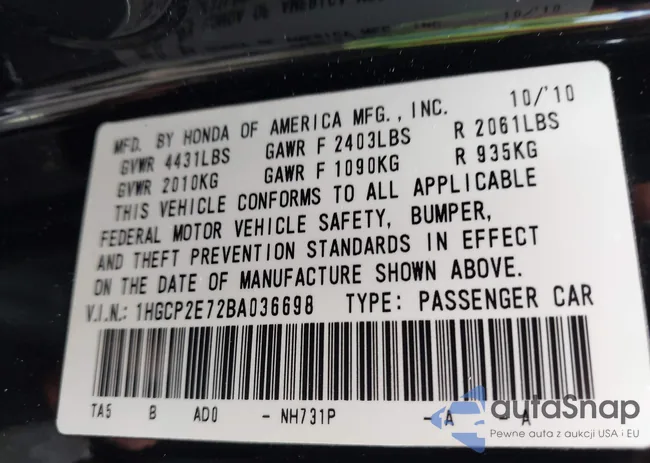 MFD. BY HONDA OF AMERICA MFG., INC. 10/'10
GVWR 4431LBS GAWR F 2403LBS R 2061LBS
GVWR 2010KG GAWR F 1090KG R 935KG
THIS VEHICLE CONFORMS TO ALL APPLICABLE
FEDERAL MOTOR VEHICLE SAFETY, BUMPER,
AND THEFT PREVENTION STANDARDS IN EFFECT
ON THE DATE OF MANUFACTURE SHOWN ABOVE.
V.I.N.: 1HGCP2E72BA036698 TYPE: PASSENGER CAR
TA5 B AD0 - NH731P - A - A
autaSnap
Pewne auta z aukcji USA i EU